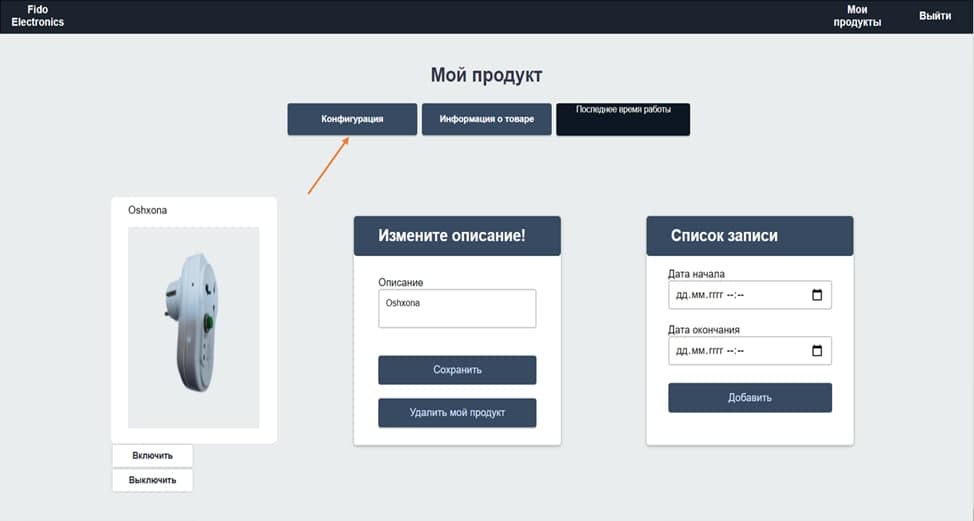 Fido
Electronics
Мои
продукты
Выйти
Мой продукт
Конфигурация
Информация о товаре
Последнее время работы
Oshxona
Включить
Выключить
Измените описание!
Описание
Oshxona
Сохранить
Удалить мой продукт
Список записи
Дата начала
дд.мм.гггг --:--
Дата окончания
дд.мм.гггг --:--
Добавить